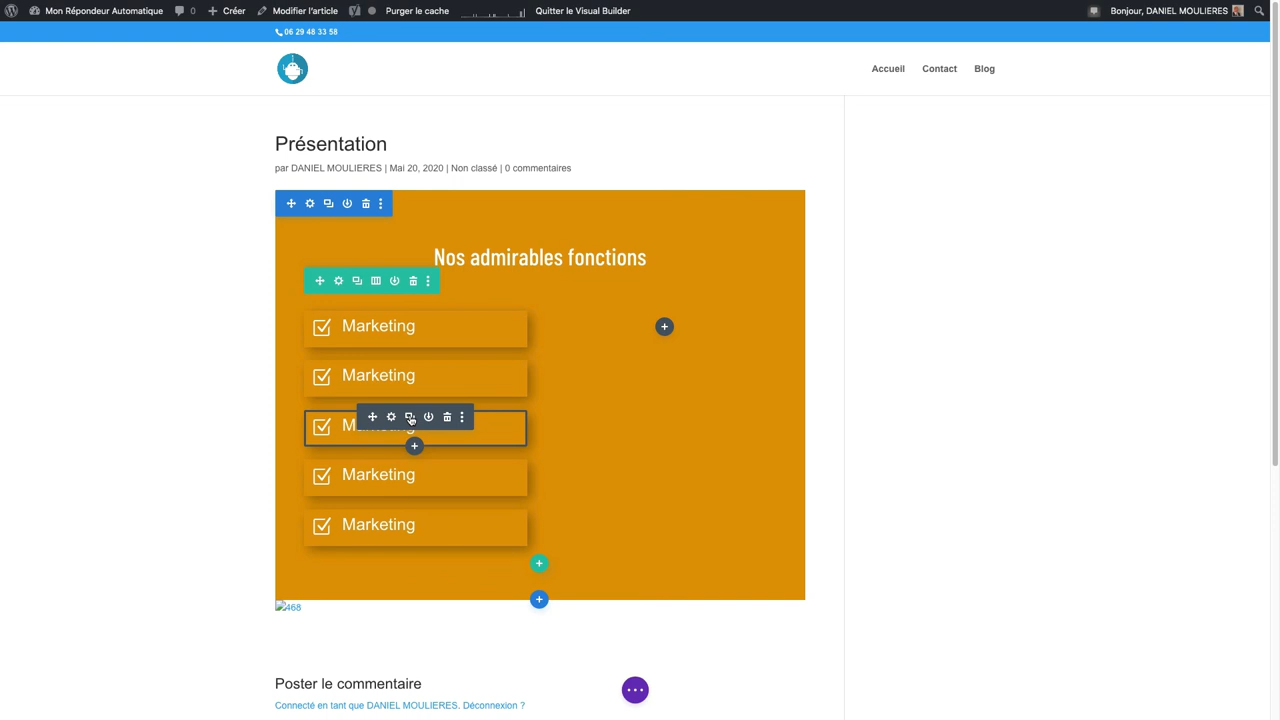 Mon Répondeur Automatique 0 Créer Modifier l'article Purger le cache Quitter le Visual Builder Bonjour, DANIEL MOULIERES
06 29 48 33 58
Accueil Contact Blog
Présentation
par DANIEL MOULIERES | Mai 20, 2020 | Non classé | 0 commentaires
Nos admirables fonctions
Marketing
Marketing
Marketing
Marketing
468
Poster le commentaire
Connecté en tant que DANIEL MOULIERES. Déconnexion ?